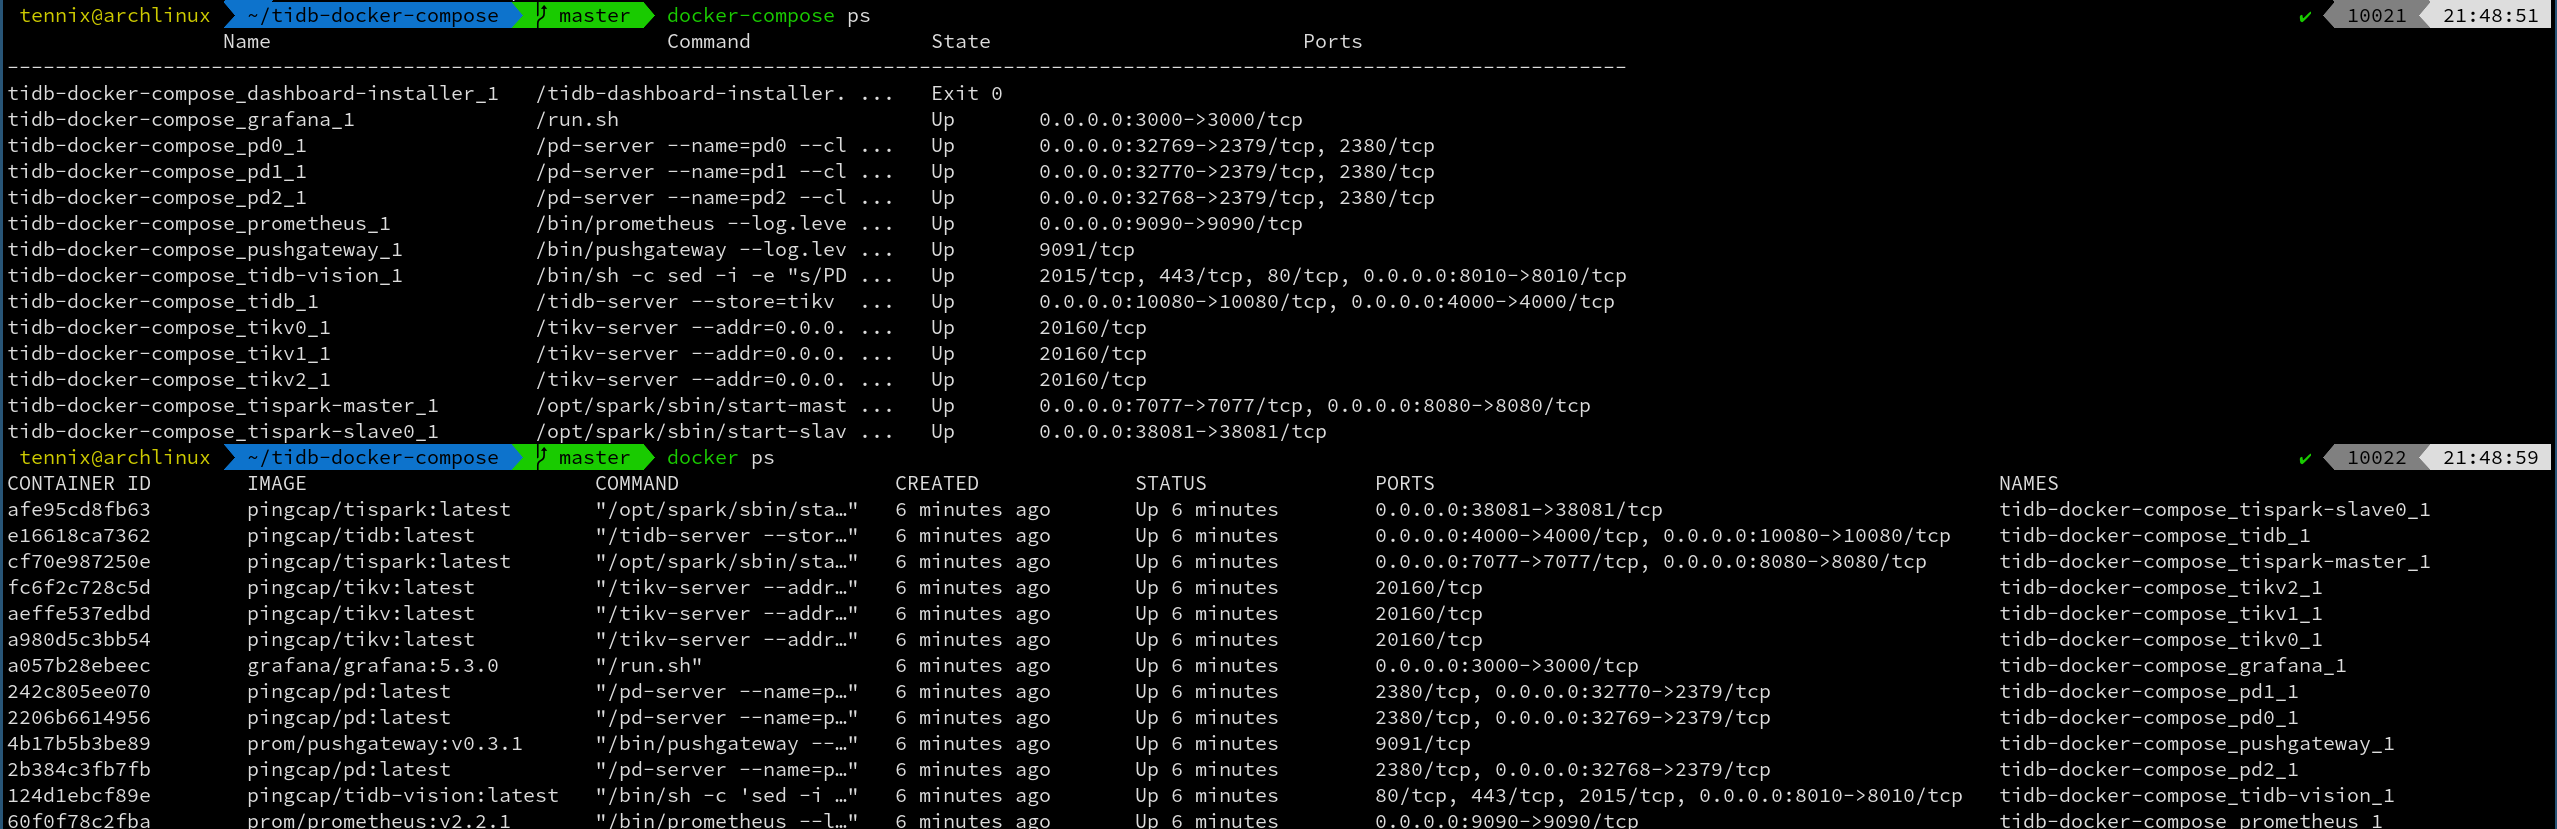 tennix@archlinux ~/tidb-docker-compose master docker-compose ps ✔ 10021 21:48:51
Name Command State Ports
---------------------------------------------------------------------------------------------------------------------------------------
tidb-docker-compose_dashboard-installer_1 /tidb-dashboard-installer. ... Exit 0
tidb-docker-compose_grafana_1 /run.sh Up 0.0.0.0:3000->3000/tcp
tidb-docker-compose_pd0_1 /pd-server --name=pd0 --cl ... Up 0.0.0.0:32769->2379/tcp, 2380/tcp
tidb-docker-compose_pd1_1 /pd-server --name=pd1 --cl ... Up 0.0.0.0:32770->2379/tcp, 2380/tcp
tidb-docker-compose_pd2_1 /pd-server --name=pd2 --cl ... Up 0.0.0.0:32768->2379/tcp, 2380/tcp
tidb-docker-compose_prometheus_1 /bin/prometheus --log.leve ... Up 0.0.0.0:9090->9090/tcp
tidb-docker-compose_pushgateway_1 /bin/pushgateway --log.lev ... Up 9091/tcp
tidb-docker-compose_tidb-vision_1 /bin/sh -c sed -i -e "s/PD ... Up 2015/tcp, 443/tcp, 80/tcp, 0.0.0.0:8010->8010/tcp
tidb-docker-compose_tidb_1 /tidb-server --store=tikv ... Up 0.0.0.0:10080->10080/tcp, 0.0.0.0:4000->4000/tcp
tidb-docker-compose_tikv0_1 /tikv-server --addr=0.0.0. ... Up 20160/tcp
tidb-docker-compose_tikv1_1 /tikv-server --addr=0.0.0. ... Up 20160/tcp
tidb-docker-compose_tikv2_1 /tikv-server --addr=0.0.0. ... Up 20160/tcp
tidb-docker-compose_tispark-master_1 /opt/spark/sbin/start-mast ... Up 0.0.0.0:7077->7077/tcp, 0.0.0.0:8080->8080/tcp
tidb-docker-compose_tispark-slave0_1 /opt/spark/sbin/start-slav ... Up 0.0.0.0:38081->38081/tcp
tennix@archlinux ~/tidb-docker-compose master docker ps ✔ 10022 21:48:59
CONTAINER ID IMAGE COMMAND CREATED STATUS PORTS NAMES
afe95cd8fb63 pingcap/tispark:latest "/opt/spark/sbin/sta…" 6 minutes ago Up 6 minutes 0.0.0.0:38081->38081/tcp tidb-docker-compose_tispark-slave0_1
e16618ca7362 pingcap/tidb:latest "/tidb-server --stor…" 6 minutes ago Up 6 minutes 0.0.0.0:4000->4000/tcp, 0.0.0.0:10080->10080/tcp tidb-docker-compose_tidb_1
cf70e987250e pingcap/tispark:latest "/opt/spark/sbin/sta…" 6 minutes ago Up 6 minutes 0.0.0.0:7077->7077/tcp, 0.0.0.0:8080->8080/tcp tidb-docker-compose_tispark-master_1
fc6f2c728c5d pingcap/tikv:latest "/tikv-server --addr…" 6 minutes ago Up 6 minutes 20160/tcp tidb-docker-compose_tikv2_1
aeffe537edbd pingcap/tikv:latest "/tikv-server --addr…" 6 minutes ago Up 6 minutes 20160/tcp tidb-docker-compose_tikv1_1
a980d5c3bb54 pingcap/tikv:latest "/tikv-server --addr…" 6 minutes ago Up 6 minutes 20160/tcp tidb-docker-compose_tikv0_1
a057b28ebeec grafana/grafana:5.3.0 "/run.sh" 6 minutes ago Up 6 minutes 0.0.0.0:3000->3000/tcp tidb-docker-compose_grafana_1
242c805ee070 pingcap/pd:latest "/pd-server --name=p…" 6 minutes ago Up 6 minutes 2380/tcp, 0.0.0.0:32770->2379/tcp tidb-docker-compose_pd1_1
2206b6614956 pingcap/pd:latest "/pd-server --name=p…" 6 minutes ago Up 6 minutes 2380/tcp, 0.0.0.0:32769->2379/tcp tidb-docker-compose_pd0_1
4b17b5b3be89 prom/pushgateway:v0.3.1 "/bin/pushgateway --…" 6 minutes ago Up 6 minutes 9091/tcp tidb-docker-compose_pushgateway_1
2b384c3fb7fb pingcap/pd:latest "/pd-server --name=p…" 6 minutes ago Up 6 minutes 2380/tcp, 0.0.0.0:32768->2379/tcp tidb-docker-compose_pd2_1
124d1ebcf89e pingcap/tidb-vision:latest "/bin/sh -c 'sed -i …" 6 minutes ago Up 6 minutes 80/tcp, 443/tcp, 2015/tcp, 0.0.0.0:8010->8010/tcp tidb-docker-compose_tidb-vision_1
60f0f78c2fba prom/prometheus:v2.2.1 "/bin/prometheus --l…" 6 minutes ago Up 6 minutes 0.0.0.0:9090->9090/tcp tidb-docker-compose_prometheus_1